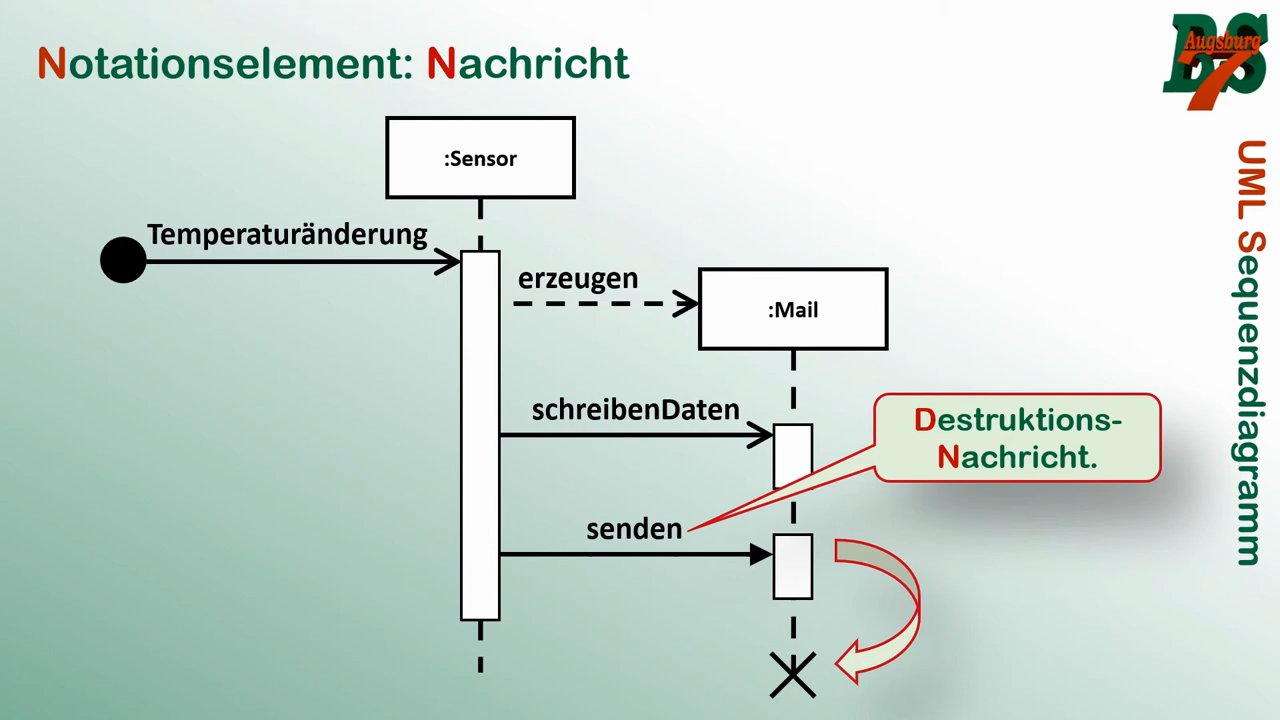 Notationselement: Nachricht
BS
Augsburg
7
UML Sequenzdiagramm
:Sensor
Temperaturänderung
erzeugen
:Mail
schreibenDaten
Destruktions-
Nachricht.
senden